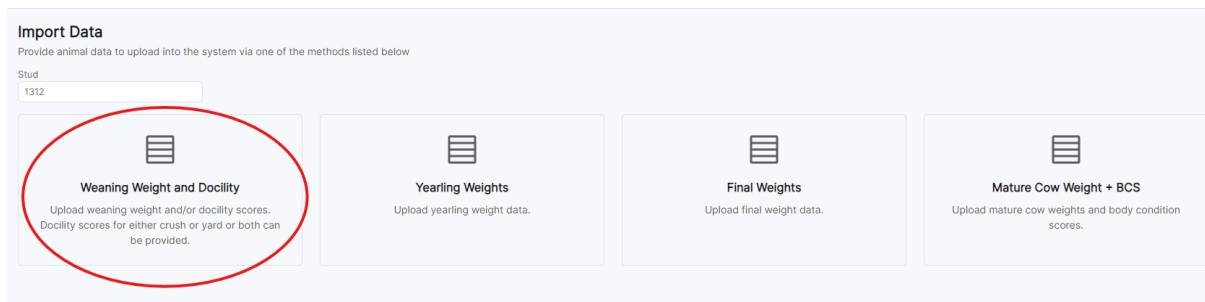 Import Data
Provide animal data to upload into the system via one of the methods listed below
Stud
1312
Weaning Weight and Docility
Upload weaning weight and/or docility scores.
Docility scores for either crush or yard or both can
be provided.
Yearling Weights
Upload yearling weight data.
Final Weights
Upload final weight data.
Mature Cow Weight + BCS
Upload mature cow weights and body condition
scores.